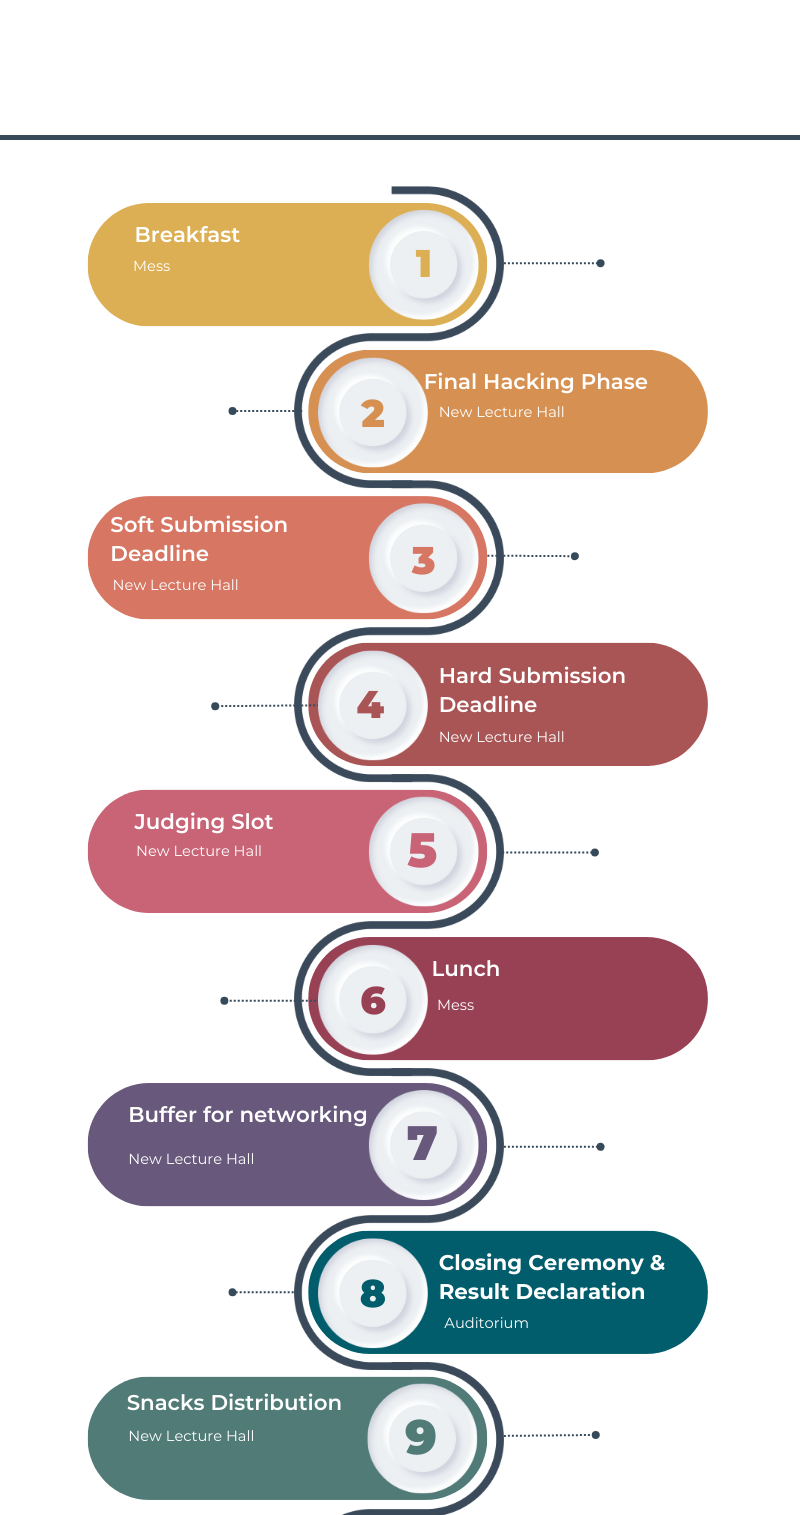 Breakfast
Mess
1
2
Final Hacking Phase
New Lecture Hall
Soft Submission
Deadline
New Lecture Hall
3
4
Hard Submission
Deadline
New Lecture Hall
Judging Slot
New Lecture Hall
5
6
Lunch
Mess
Buffer for networking
New Lecture Hall
7
8
Closing Ceremony &
Result Declaration
Auditorium
Snacks Distribution
New Lecture Hall
9